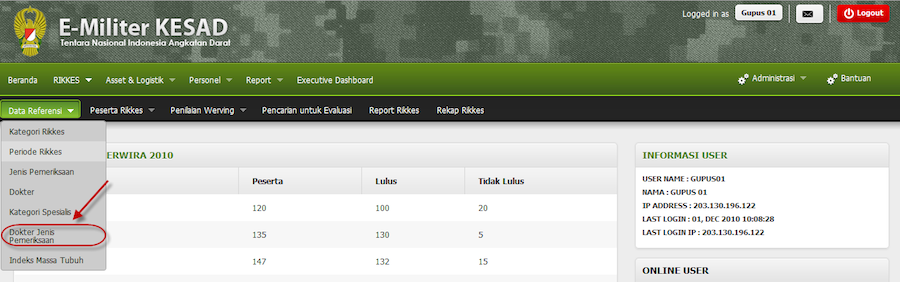 E-Militer KESAD
Tentara Nasional Indonesia Angkatan Darat
Logged in as Gupus 01 Logout
Beranda RIKKES Asset & Logistik Personel Report Executive Dashboard Administrasi Bantuan
Data Referensi Peserta Rikkes Penilaian Werving Pencarian untuk Evaluasi Report Rikkes Rekap Rikkes
Kategori Rikkes
Periode Rikkes
Jenis Pemeriksaan
Dokter
Kategori Spesialis
Dokter Jenis
Pemeriksaan
Indeks Massa Tubuh
ERWIRA 2010
Peserta Lulus Tidak Lulus
120 100 20
135 130 5
147 132 15
INFORMASI USER
USER NAME : GUPUS01
NAMA : GUPUS 01
IP ADDRESS : 203.130.196.122
LAST LOGIN : 01, DEC 2010 10:08:28
LAST LOGIN IP : 203.130.196.122
ONLINE USER